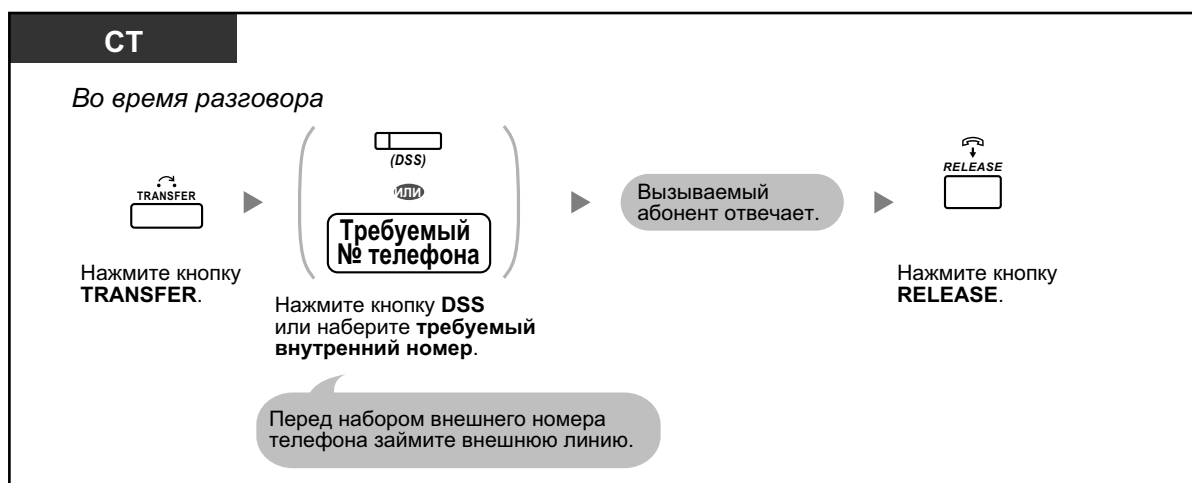 СТ
Во время разговора
TRANSFER
Нажмите кнопку
TRANSFER.
(DSS)
или
Требуемый
№ телефона
Нажмите кнопку DSS
или наберите требуемый
внутренний номер.
Перед набором внешнего номера
телефона займите внешнюю линию.
Вызываемый
абонент отвечает.
RELEASE
Нажмите кнопку
RELEASE.